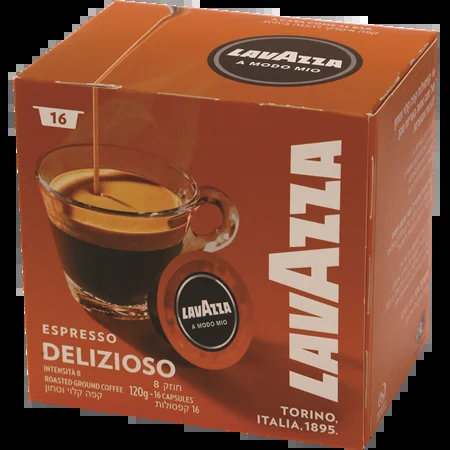 LAVAZZA
A MODO MIO
16
LAVAZZA
A MODO MIO
LAVAZZA
ESPRESSO
DELIZIOSO
INTENSITÀ 8
חוזק 8
ROASTED GROUND COFFEE
120g • 16 CAPSULES
קפה קלוי וטחון
16 קפסולות
TORINO,
ITALIA, 1895.